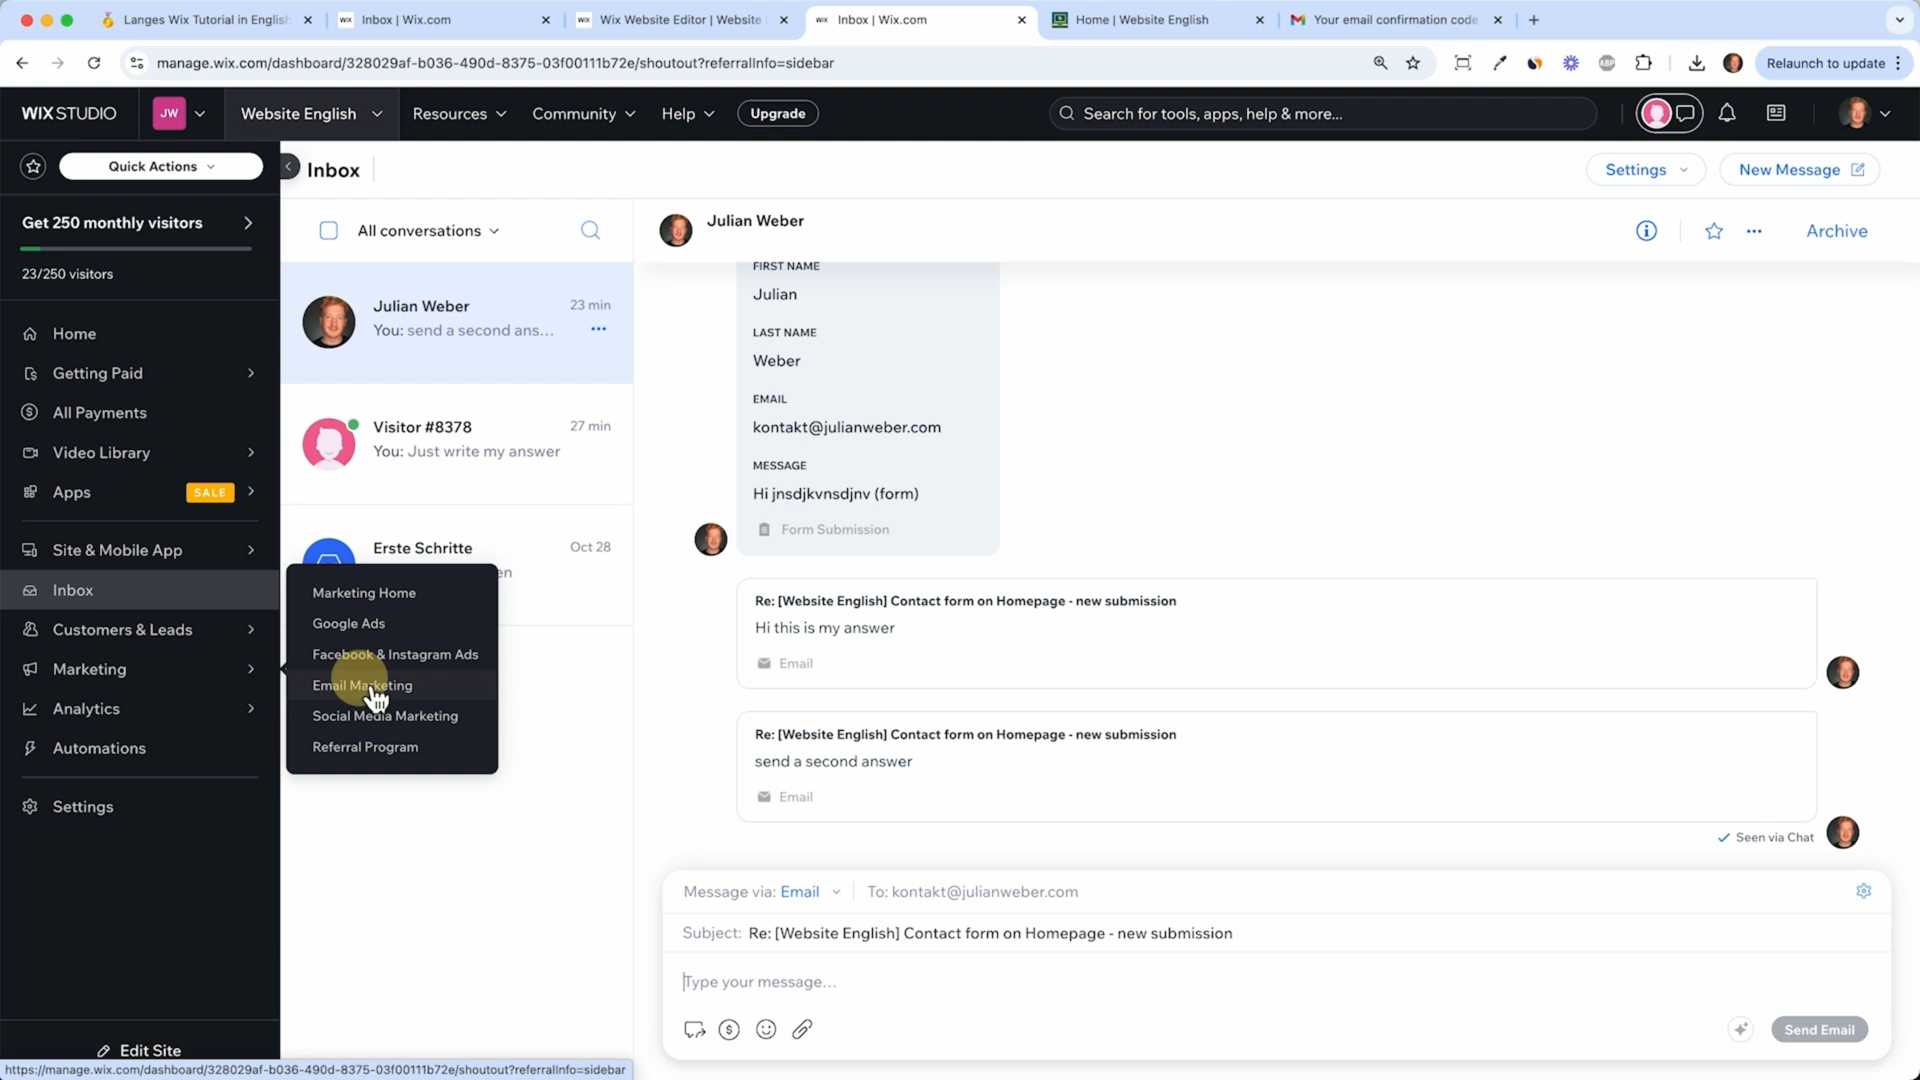 Langes Wix Tutorial in English
Inbox | Wix.com
Wix Website Editor | Website
Inbox | Wix.com
Home | Website English
Your email confirmation code
manage.wix.com/dashboard/328029af-b036-490d-8375-03f00111b72e/shoutout?referralInfo=sidebar
ABP
Relaunch to update
WIX STUDIO
JW
Website English
Resources
Community
Help
Upgrade
Search for tools, apps, help & more...
Quick Actions
Inbox
Settings
New Message
Get 250 monthly visitors
23/250 visitors
Home
Getting Paid
All Payments
Video Library
Apps
SALE
Site & Mobile App
Inbox
Customers & Leads
Marketing
Analytics
Automations
Settings
Edit Site
All conversations
Julian Weber
23 min
You: send a second ans...
Visitor #8378
27 min
You: Just write my answer
Erste Schritte
Oct 28
en
Marketing Home
Google Ads
Facebook & Instagram Ads
Email Marketing
Social Media Marketing
Referral Program
Julian Weber
Archive
FIRST NAME
Julian
LAST NAME
Weber
EMAIL
kontakt@julianweber.com
MESSAGE
Hi jnsdjkvnsdjnv (form)
Form Submission
Re: [Website English] Contact form on Homepage - new submission
Hi this is my answer
Email
Re: [Website English] Contact form on Homepage - new submission
send a second answer
Email
Seen via Chat
Message via: Email
To: kontakt@julianweber.com
Subject: Re: [Website English] Contact form on Homepage - new submission
Type your message...
Send Email
https://manage.wix.com/dashboard/328029af-b036-490d-8375-03f00111b72e/shoutout?referralInfo=sidebar